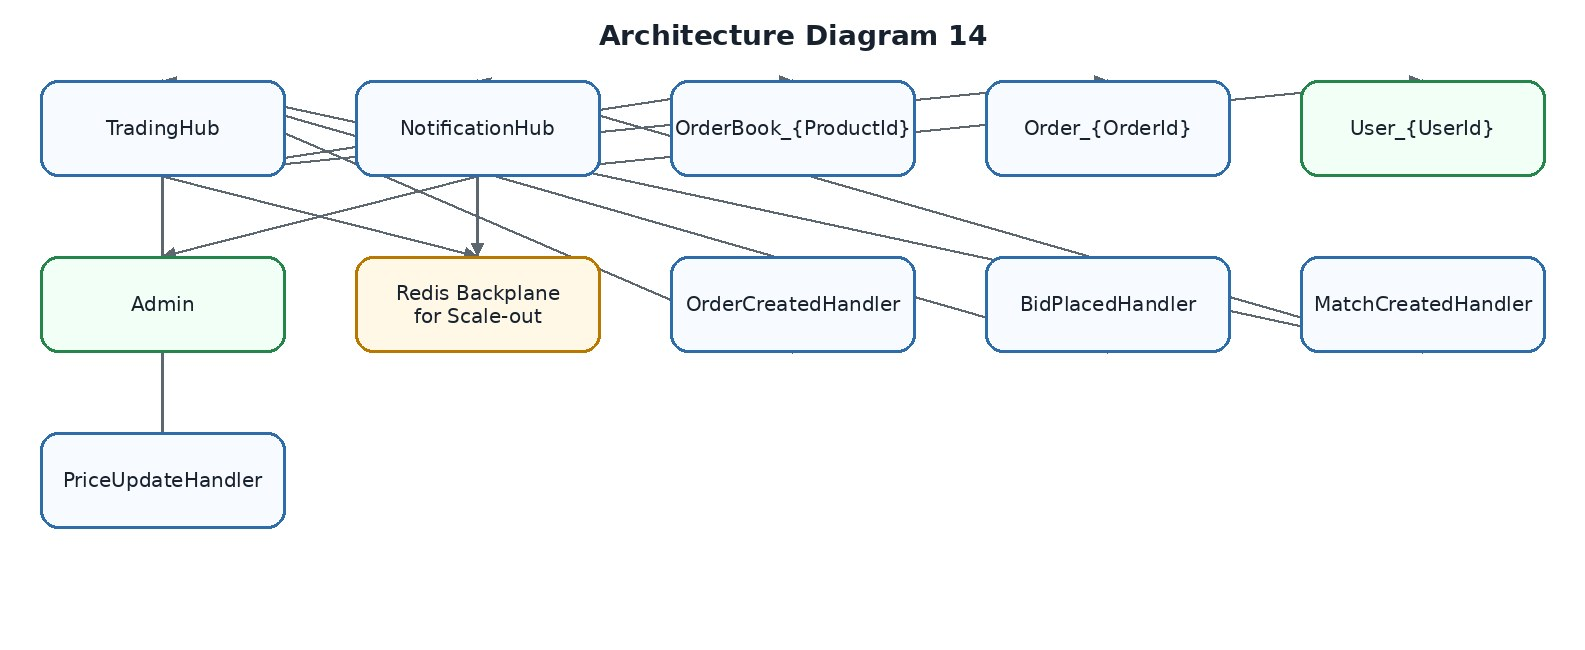 Architecture Diagram 14
TradingHub
NotificationHub
OrderBook_{ProductId}
Order_{OrderId}
User_{UserId}
Admin
Redis Backplane
for Scale-out
OrderCreatedHandler
BidPlacedHandler
MatchCreatedHandler
PriceUpdateHandler